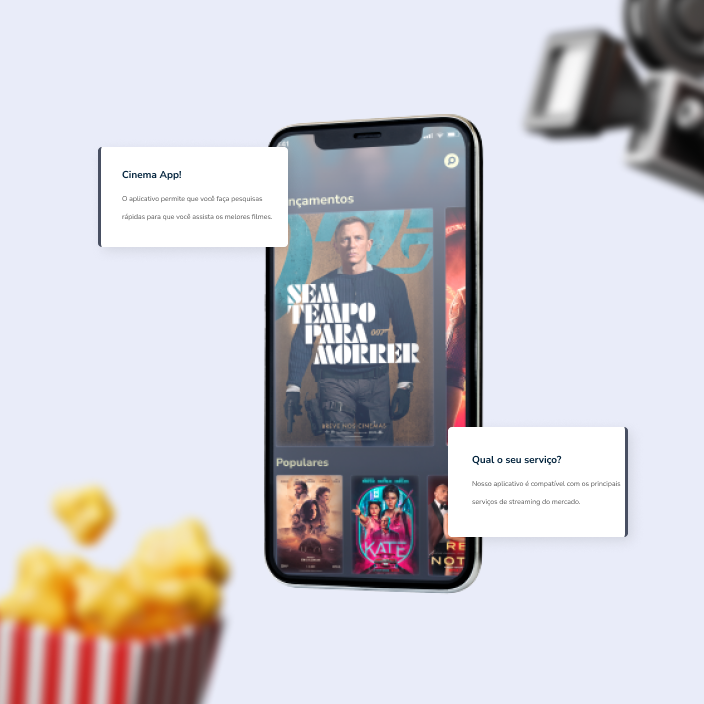 Cinema App!
O aplicativo permite que você faça pesquisas
rápidas para que você assista os melores filmes.
nçamentos
SEM
TEMPO
PARA
007
MORRER
BREVE NOS CINEMAS
Populares
KATE
RE
NOT
Qual o seu serviço?
Nosso aplicativo é compatível com os principais
serviços de streaming do mercado.